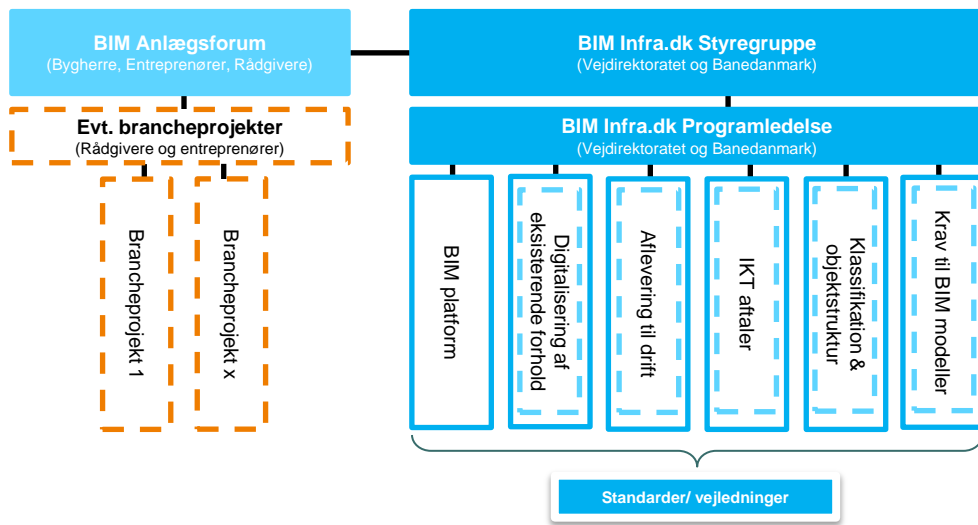 BIM Anlægsforum
(Bygherre, Entreprenører, Rådgivere)
BIM Infra.dk Styregruppe
(Vejdirektoratet og Banedanmark)
Evt. brancheprojekter
(Rådgivere og entreprenører)
BIM Infra.dk Programledelse
(Vejdirektoratet og Banedanmark)
Brancheprojekt 1
Brancheprojekt x
BIM platform
Digitalisering af
eksisterende forhold
Aflevering til drift
IKT aftaler
Klassifikation &
objektstruktur
Krav til BIM modeller
Standarder/ vejledninger